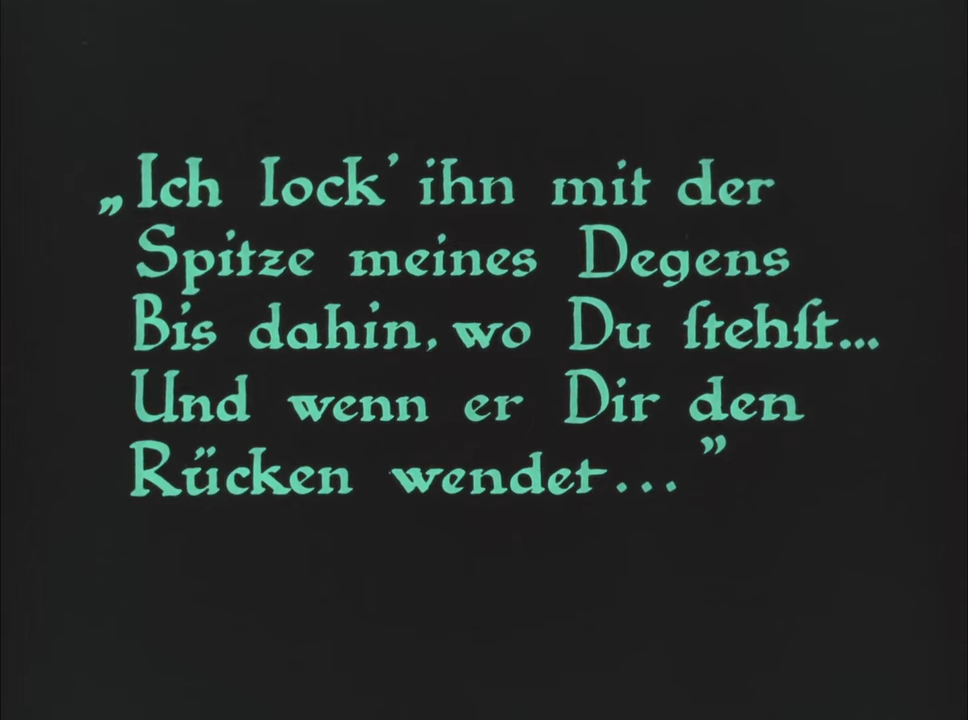 „Ich lock' ihn mit der
Spitze meines Degens
Bis dahin, wo Du ſtehſt...
Und wenn er Dir den
Rücken wendet..."